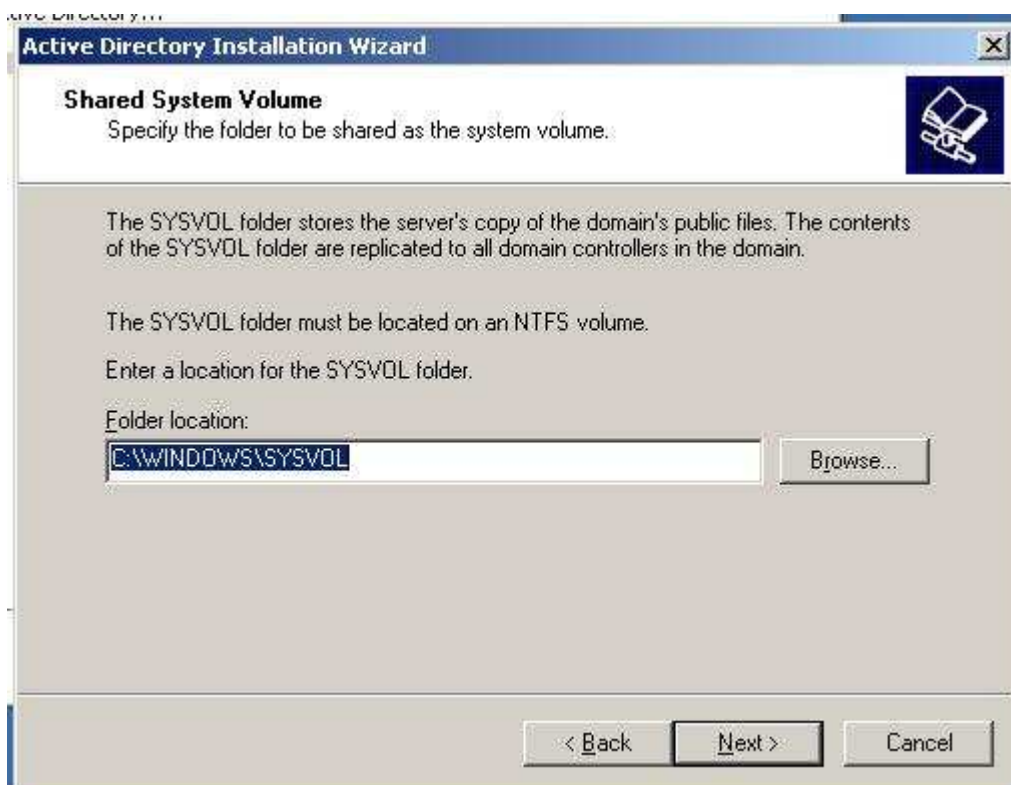 Active Directory...
Active Directory Installation Wizard
Shared System Volume
Specify the folder to be shared as the system volume.
The SYSVOL folder stores the server's copy of the domain's public files. The contents
of the SYSVOL folder are replicated to all domain controllers in the domain.
The SYSVOL folder must be located on an NTFS volume.
Enter a location for the SYSVOL folder.
Folder location:
C:\WINDOWS\SYSVOL
Browse...
< Back
Next >
Cancel